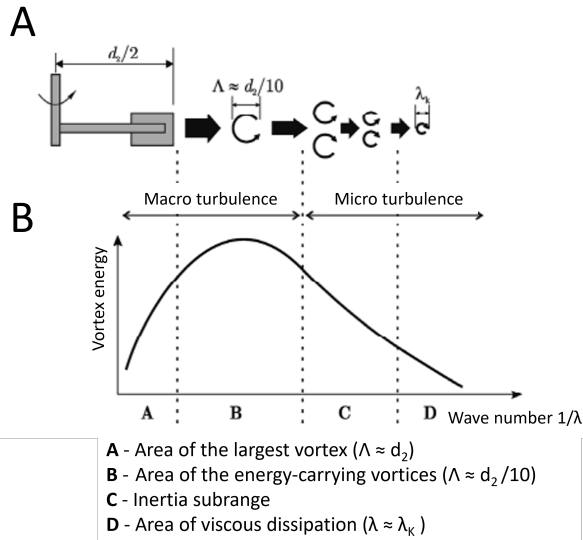 A
d₂/2
Λ ≈ d₂/10
λₖ
Macro turbulence
Micro turbulence
B
Vortex energy
A
B
C
D
Wave number 1/λ
A - Area of the largest vortex (Λ ≈ d₂)
B - Area of the energy-carrying vortices (Λ ≈ d₂/10)
C - Inertia subrange
D - Area of viscous dissipation (λ ≈ λ_K )